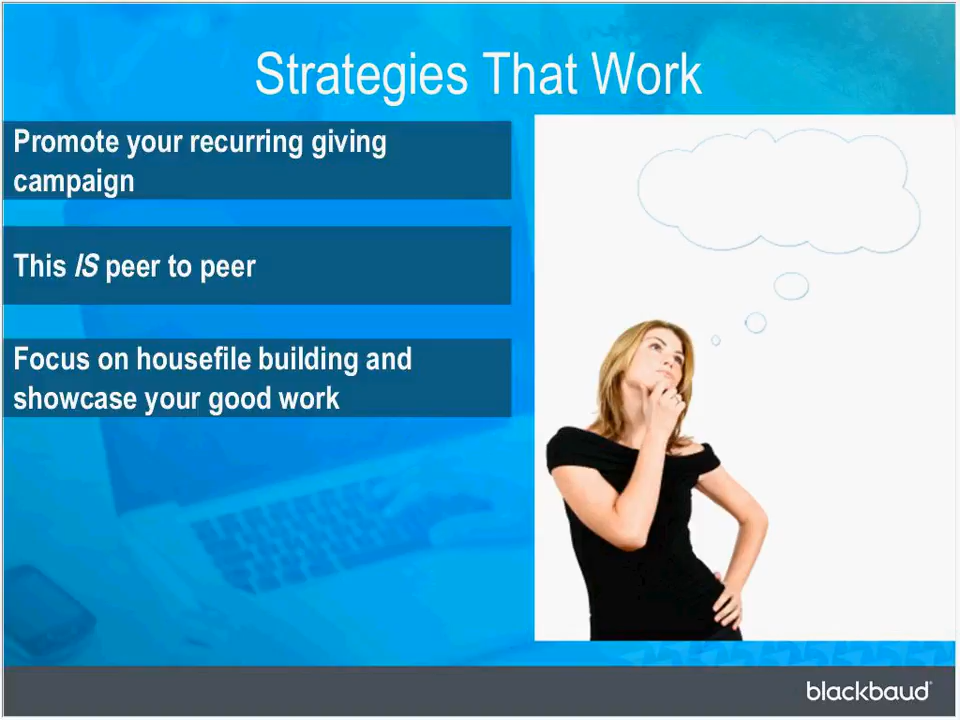 Strategies That Work
Promote your recurring giving
campaign
This IS peer to peer
Focus on housefile building and
showcase your good work
blackbaud®